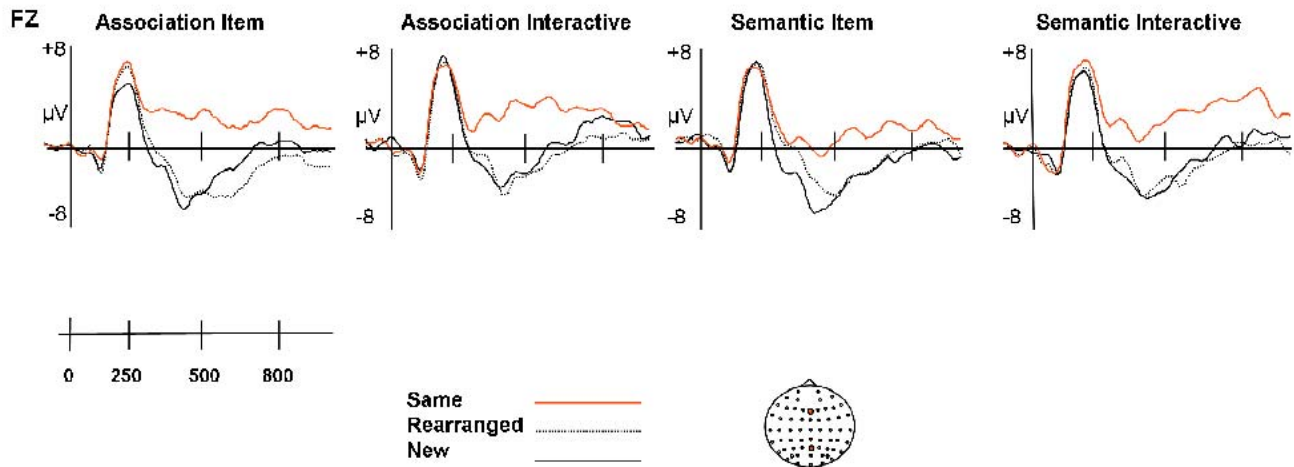 FZ
Association Item
Association Interactive
Semantic Item
Semantic Interactive
+8 +8 +8 +8
µV µV µV µV
-8 -8 -8 -8
0 250 500 800
Same
Rearranged
New